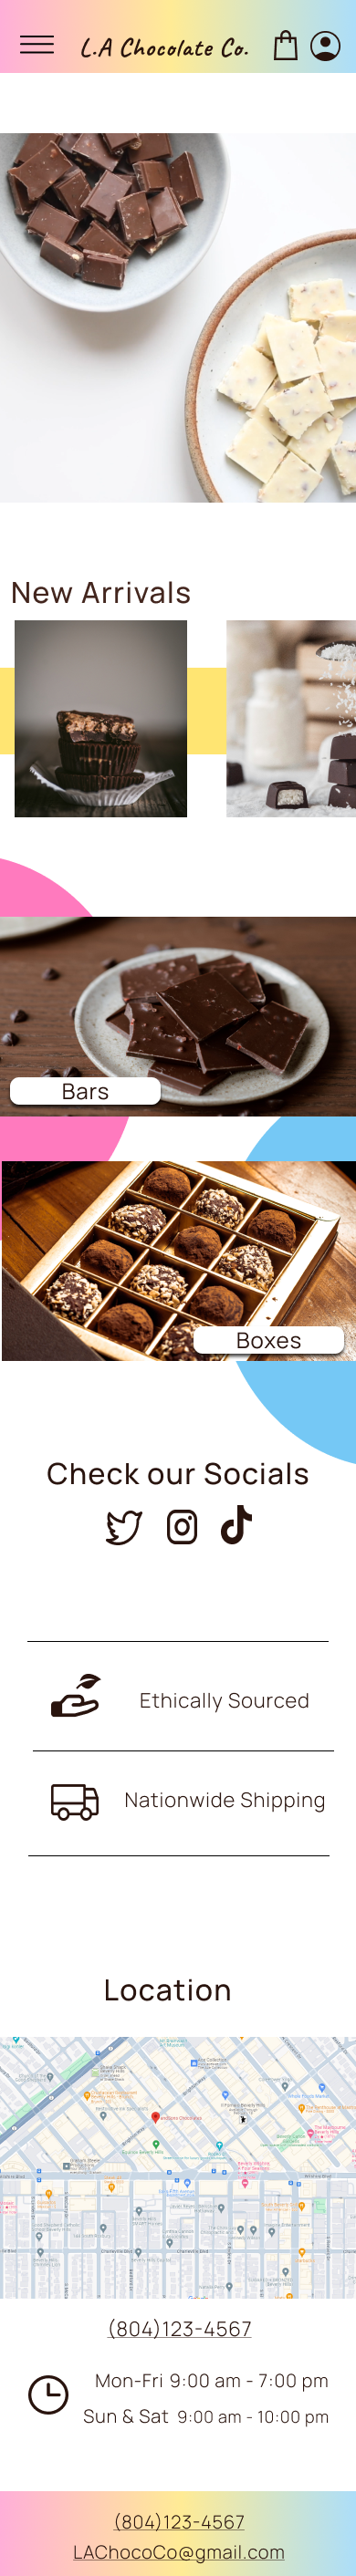 L.A Chocolate Co.
New Arrivals
Bars
Boxes
Check our Socials
Ethically Sourced
Nationwide Shipping
Location
(804)123-4567
Mon-Fri 9:00 am - 7:00 pm
Sun & Sat 9:00 am - 10:00 pm
(804)123-4567
LAChocoCo@gmail.com